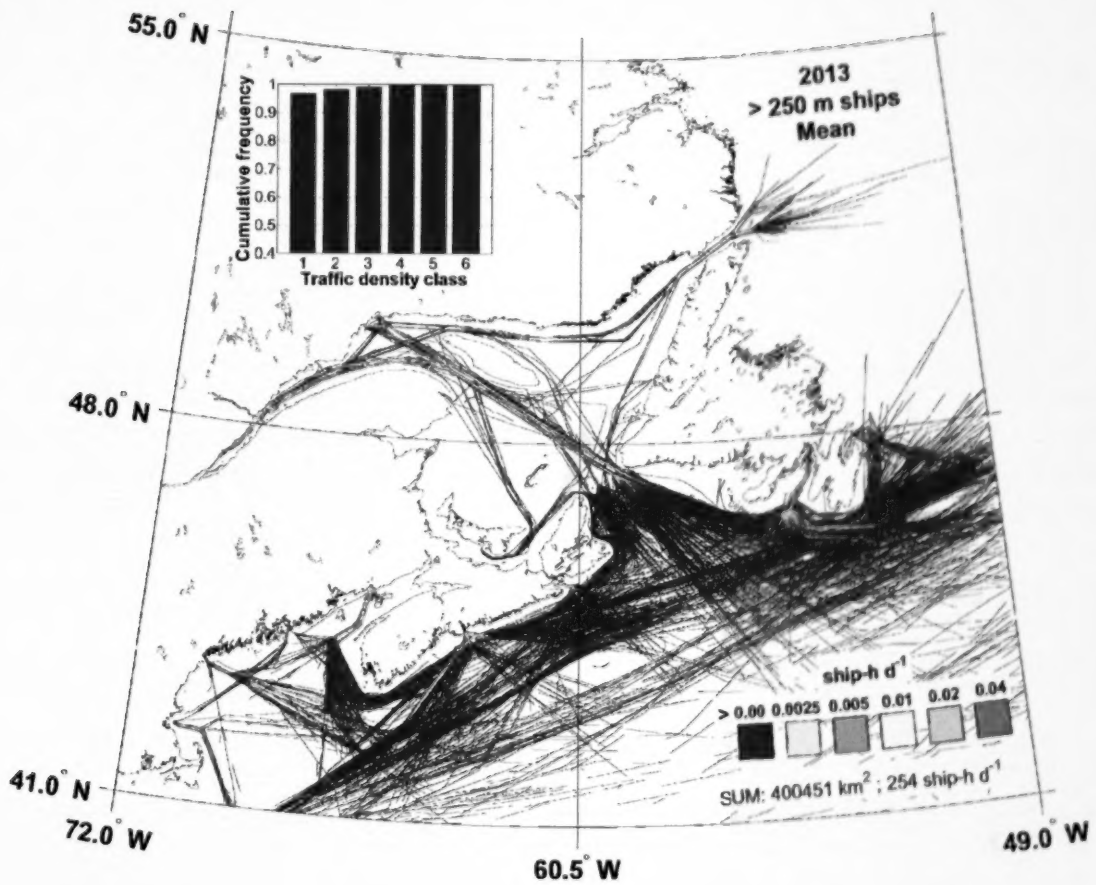 55.0° N
2013
> 250 m ships
Mean
Cumulative frequency
1
0.9
0.8
0.7
0.6
0.5
0.4
1 2 3 4 5 6
Traffic density class
48.0° N
ship-h d⁻¹
> 0.00 0.0025 0.005 0.01 0.02 0.04
SUM: 400451 km² ; 254 ship-h d⁻¹
41.0° N
72.0° W
60.5° W
49.0° W